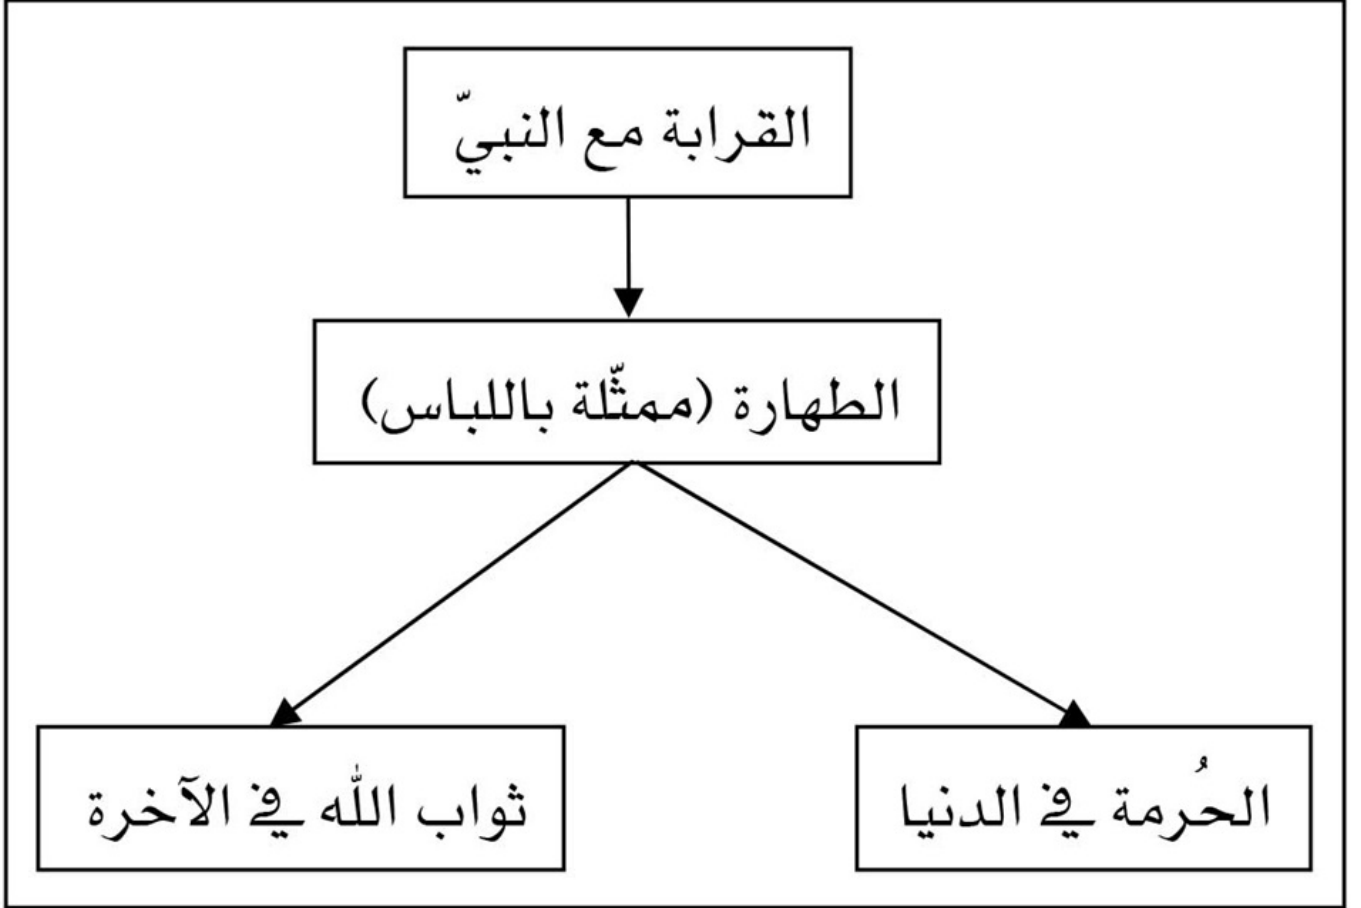 القرابة مع النبيّ
الطهارة (ممثّلة باللباس)
الحُرمة في الدنيا
ثواب الله في الآخرة